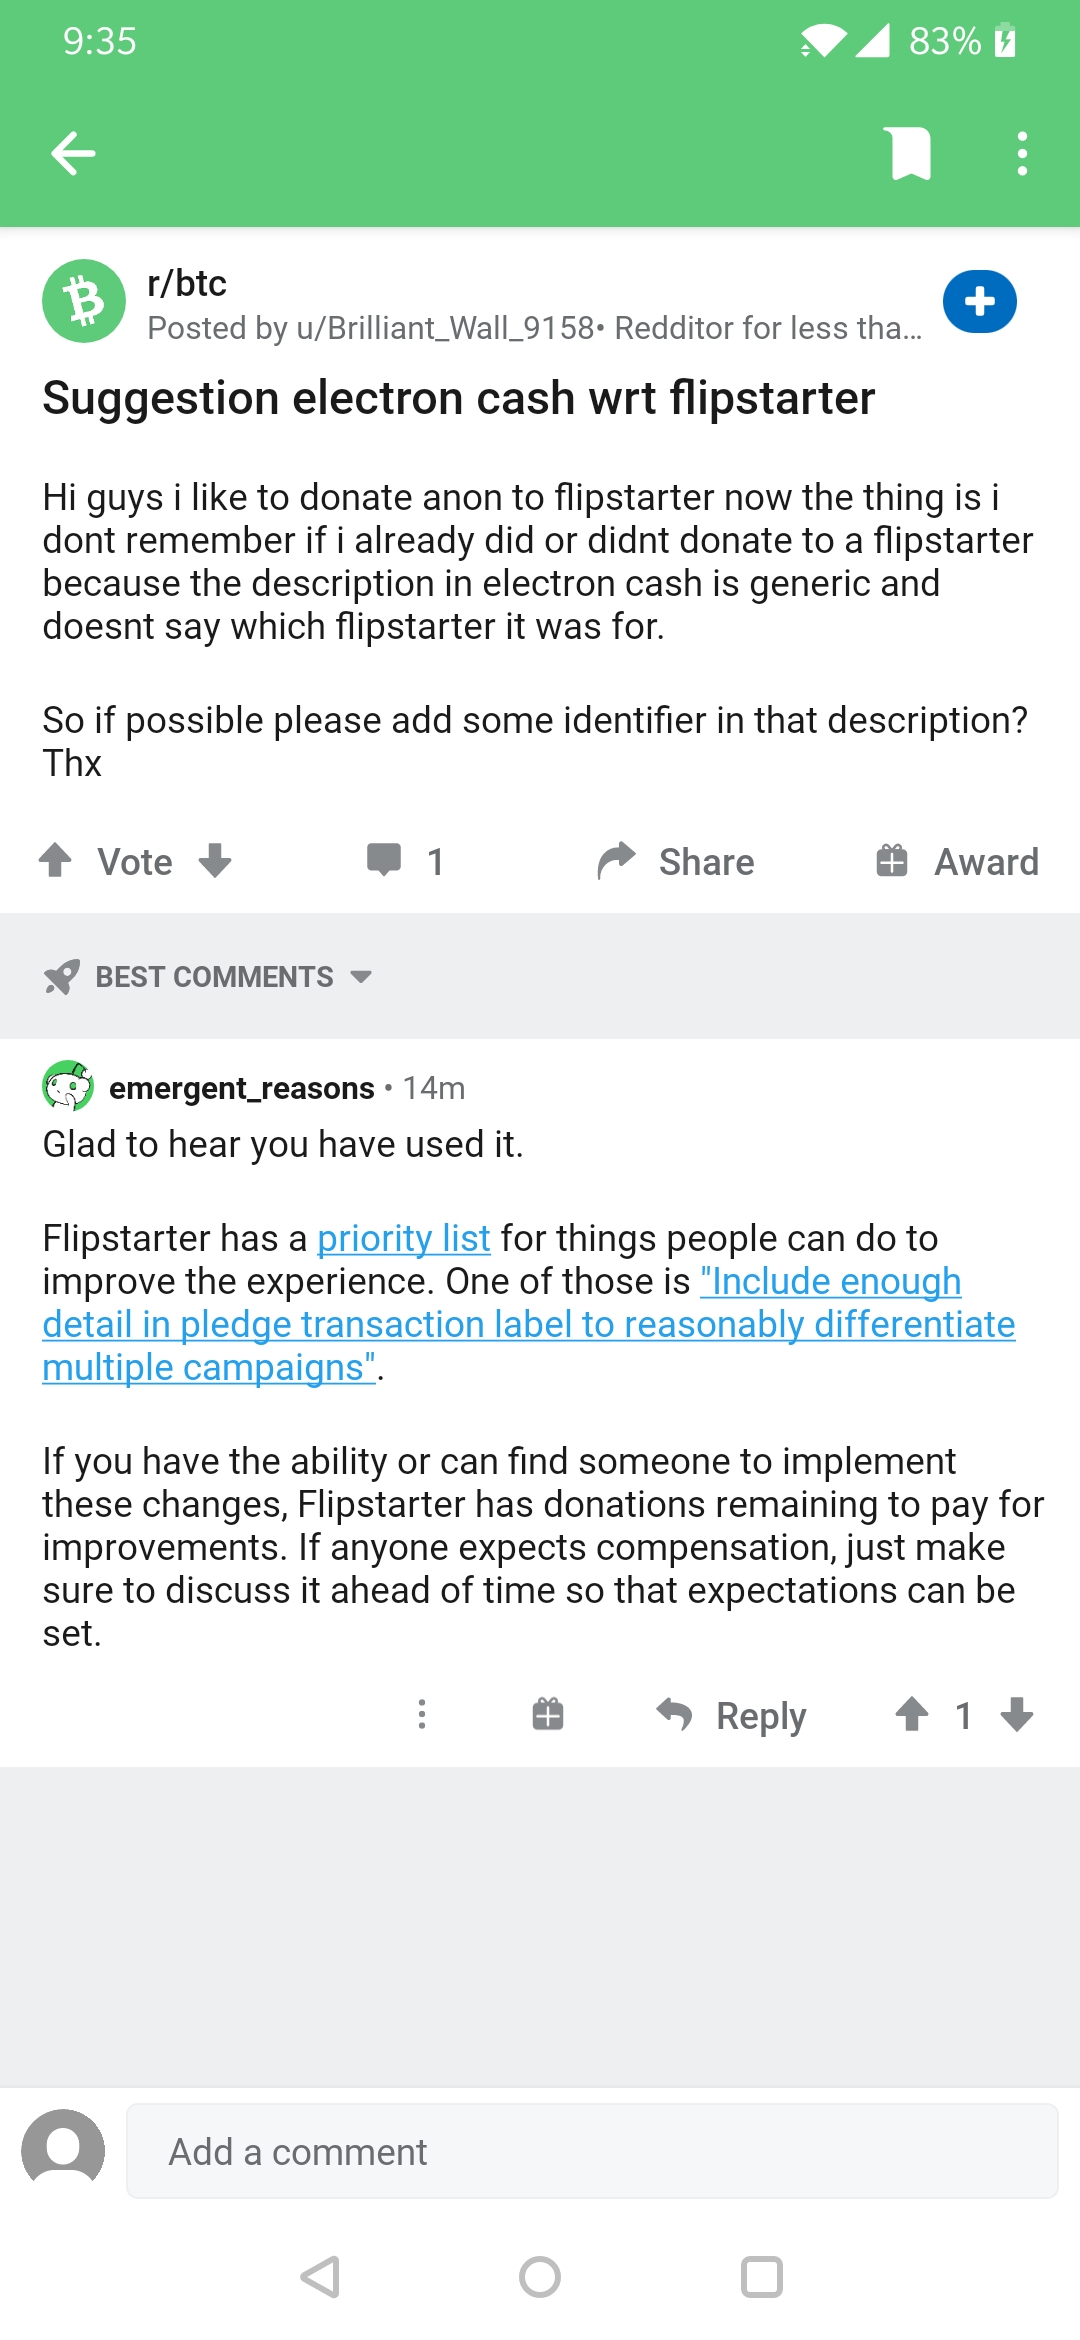 9:35
83%
r/btc
Posted by u/Brilliant_Wall_9158• Redditor for less tha...
Suggestion electron cash wrt flipstarter
Hi guys i like to donate anon to flipstarter now the thing is i
dont remember if i already did or didnt donate to a flipstarter
because the description in electron cash is generic and
doesnt say which flipstarter it was for.
So if possible please add some identifier in that description?
Thx
Vote
1
Share
Award
BEST COMMENTS
emergent_reasons • 14m
Glad to hear you have used it.
Flipstarter has a priority list for things people can do to
improve the experience. One of those is "Include enough
detail in pledge transaction label to reasonably differentiate
multiple campaigns".
If you have the ability or can find someone to implement
these changes, Flipstarter has donations remaining to pay for
improvements. If anyone expects compensation, just make
sure to discuss it ahead of time so that expectations can be
set.
Reply
1
Add a comment